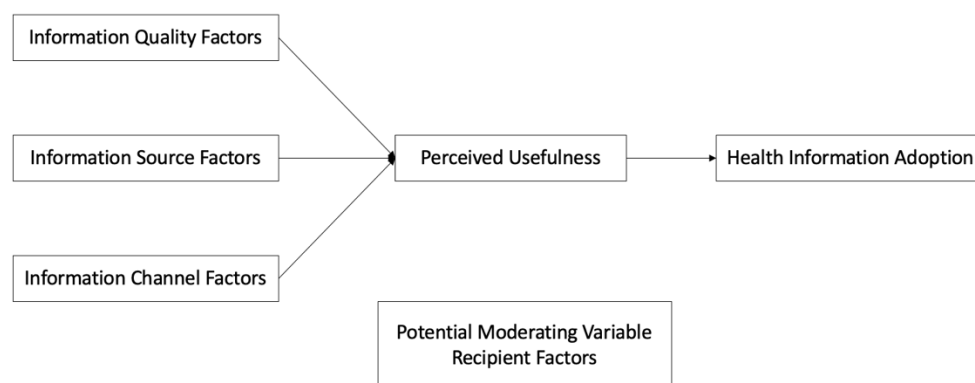 Information Quality Factors
Information Source Factors
Perceived Usefulness
Health Information Adoption
Information Channel Factors
Potential Moderating Variable
Recipient Factors